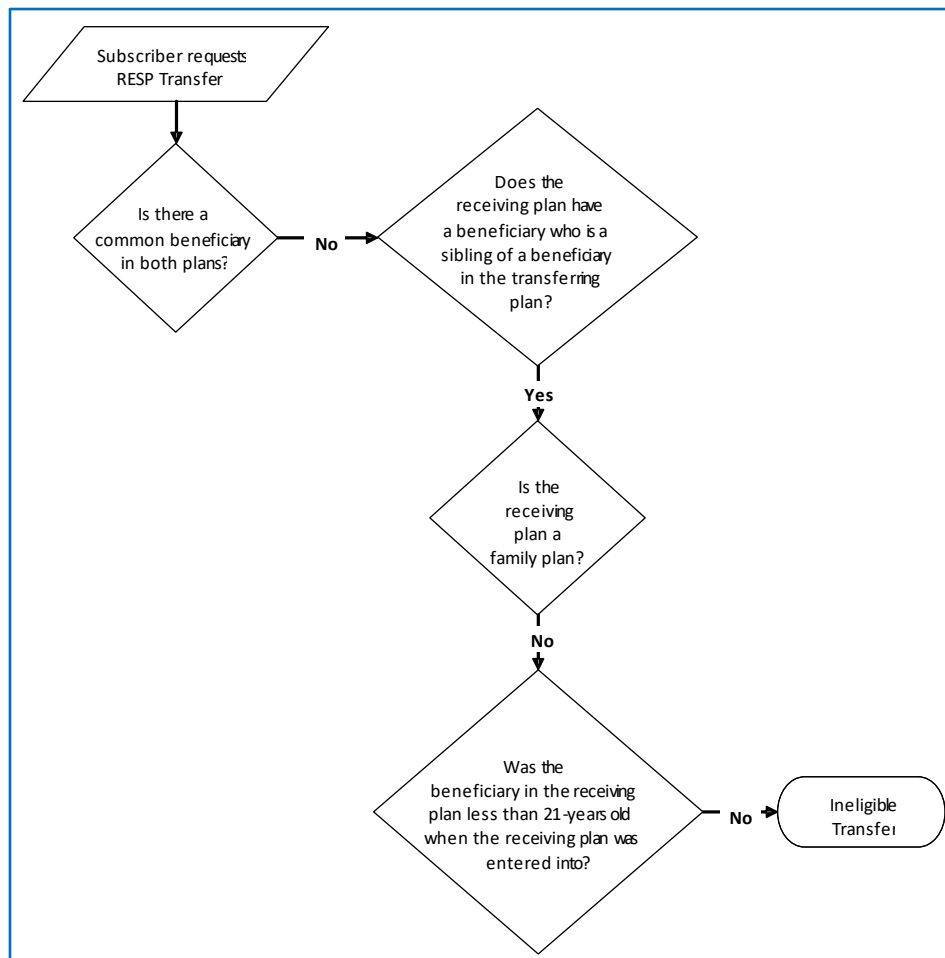 Subscriber requests
RESP Transfer
Is there a
common beneficiary
in both plans?
No
Does the
receiving plan have
a beneficiary who is a
sibling of a beneficiary
in the transferring
plan?
Yes
Is the
receiving
plan a
family plan?
No
Was the
beneficiary in the receiving
plan less than 21-years old
when the receiving plan was
entered into?
No
Ineligible
Transfer